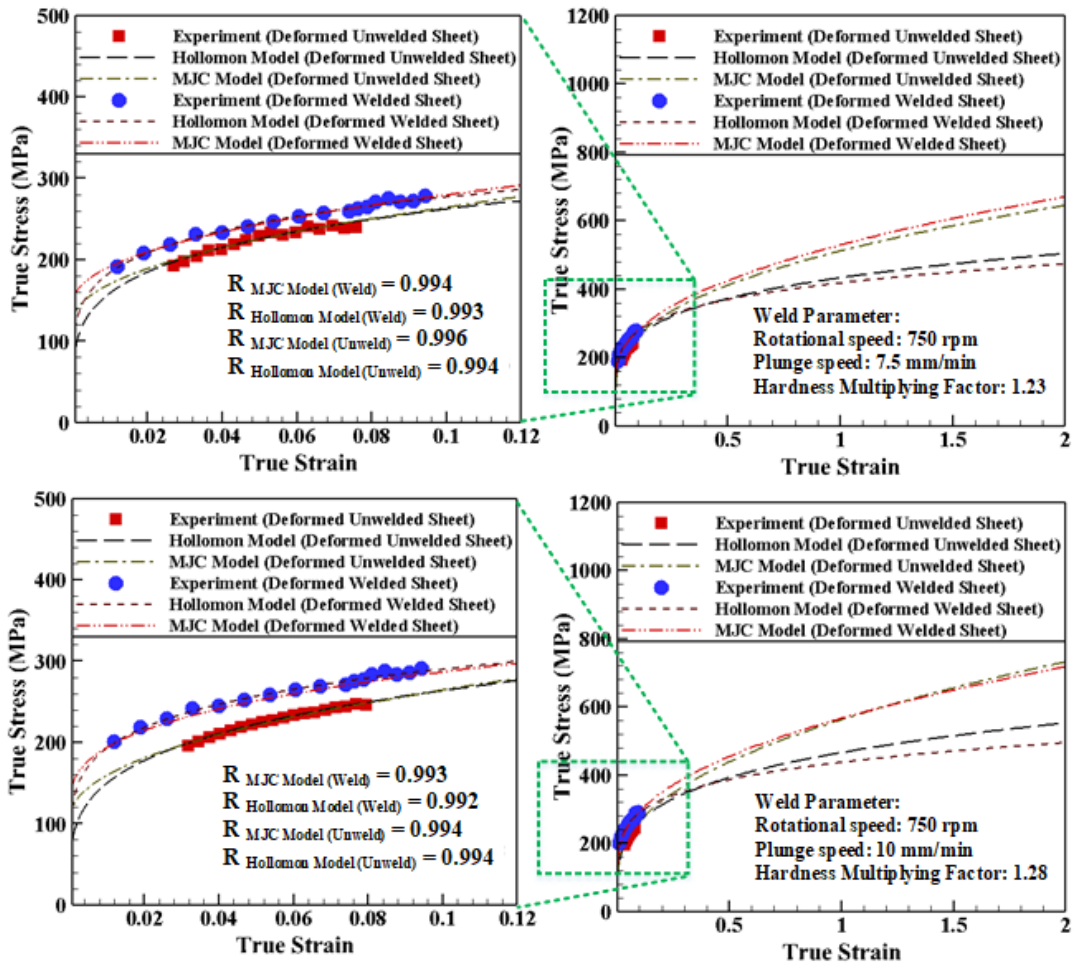 500
400
300
200
100
0
True Stress (MPa)
Experiment (Deformed Unwelded Sheet)
Hollomon Model (Deformed Unwelded Sheet)
MJC Model (Deformed Unwelded Sheet)
Experiment (Deformed Welded Sheet)
Hollomon Model (Deformed Welded Sheet)
MJC Model (Deformed Welded Sheet)
R MJC Model (Weld) = 0.994
R Hollomon Model (Weld) = 0.993
R MJC Model (Unweld) = 0.996
R Hollomon Model (Unweld) = 0.994
0.02 0.04 0.06 0.08 0.1 0.12
True Strain
1200
1000
800
600
400
200
0
True Stress (MPa)
Experiment (Deformed Unwelded Sheet)
Hollomon Model (Deformed Unwelded Sheet)
MJC Model (Deformed Unwelded Sheet)
Experiment (Deformed Welded Sheet)
Hollomon Model (Deformed Welded Sheet)
MJC Model (Deformed Welded Sheet)
Weld Parameter:
Rotational speed: 750 rpm
Plunge speed: 7.5 mm/min
Hardness Multiplying Factor: 1.23
0.5 1 1.5 2
True Strain
500
400
300
200
100
0
True Stress (MPa)
Experiment (Deformed Unwelded Sheet)
Hollomon Model (Deformed Unwelded Sheet)
MJC Model (Deformed Unwelded Sheet)
Experiment (Deformed Welded Sheet)
Hollomon Model (Deformed Welded Sheet)
MJC Model (Deformed Welded Sheet)
R MJC Model (Weld) = 0.993
R Hollomon Model (Weld) = 0.992
R MJC Model (Unweld) = 0.994
R Hollomon Model (Unweld) = 0.994
0.02 0.04 0.06 0.08 0.1 0.12
True Strain
1200
1000
800
600
400
200
0
True Stress (MPa)
Experiment (Deformed Unwelded Sheet)
Hollomon Model (Deformed Unwelded Sheet)
MJC Model (Deformed Unwelded Sheet)
Experiment (Deformed Welded Sheet)
Hollomon Model (Deformed Welded Sheet)
MJC Model (Deformed Welded Sheet)
Weld Parameter:
Rotational speed: 750 rpm
Plunge speed: 10 mm/min
Hardness Multiplying Factor: 1.28
0.5 1 1.5 2
True Strain